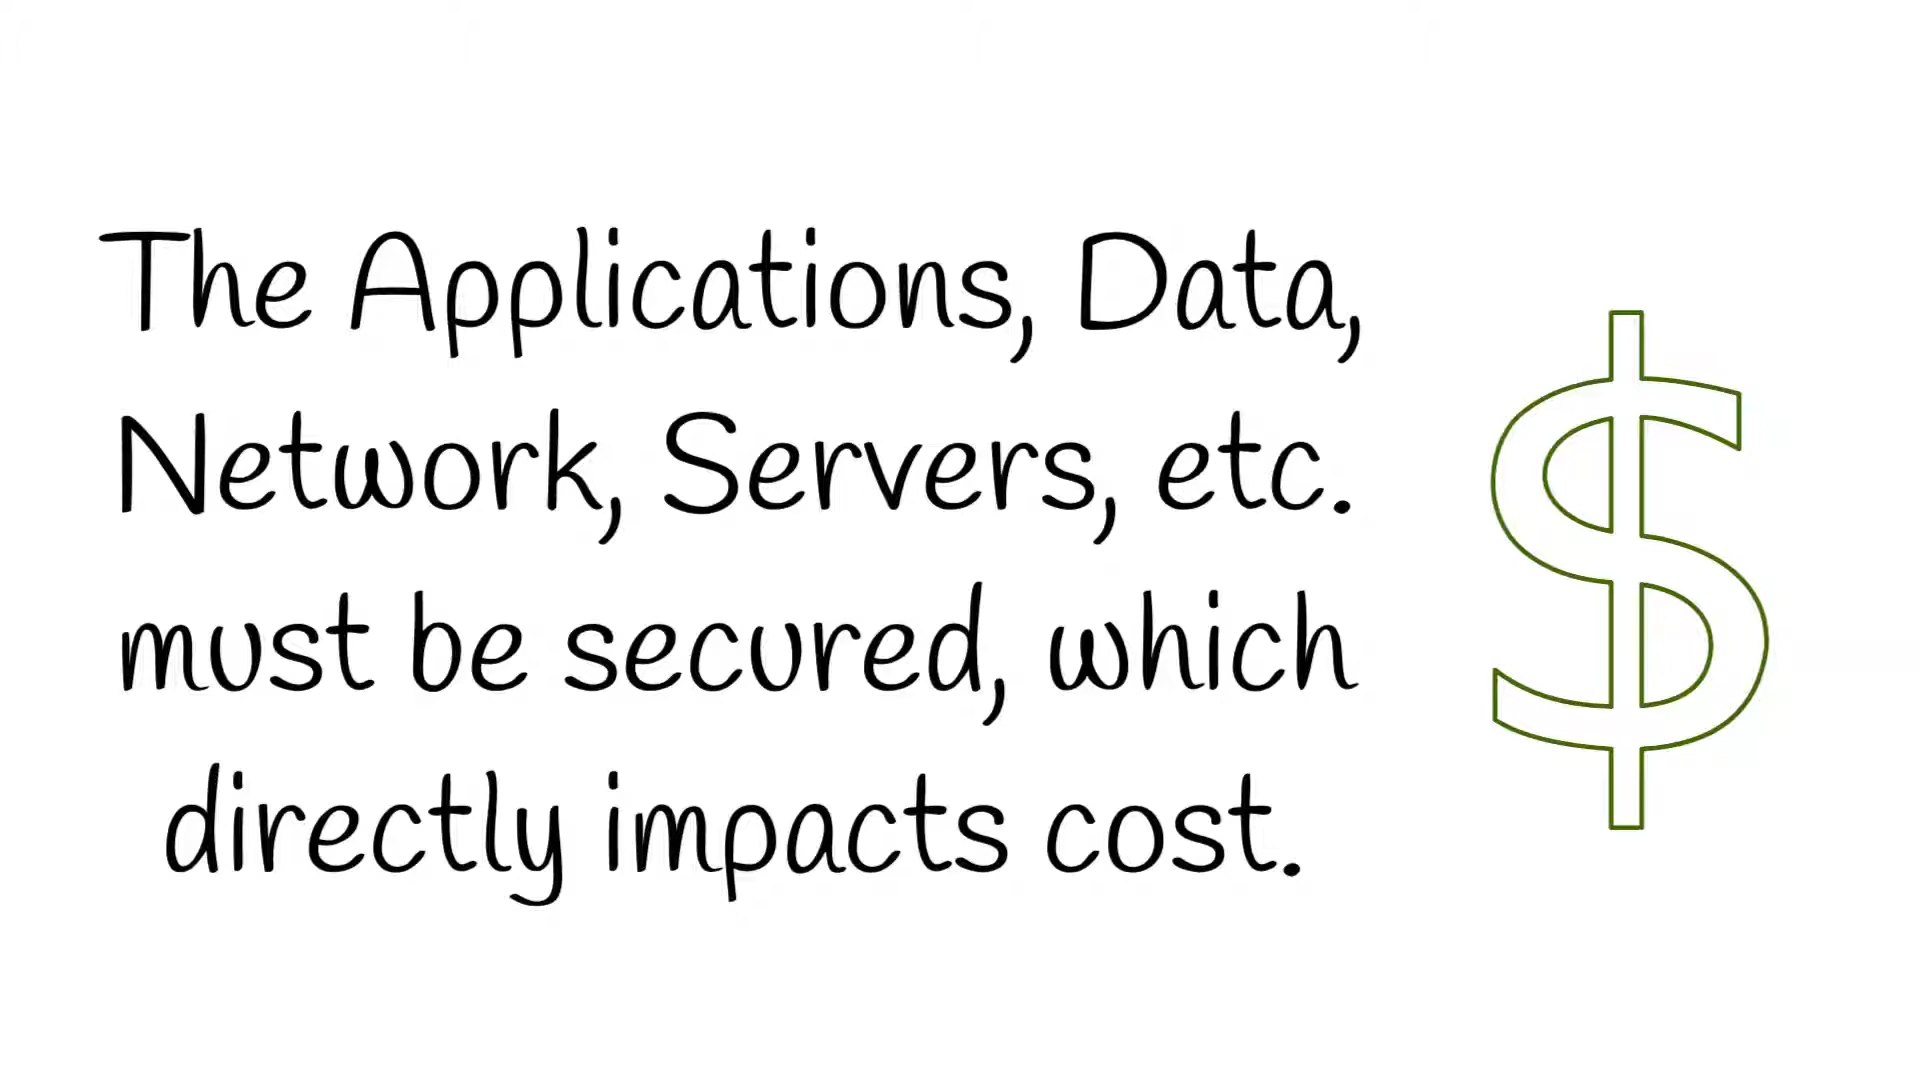 The Applications, Data,
Network, Servers, etc.
must be secured, which
directly impacts cost.
$